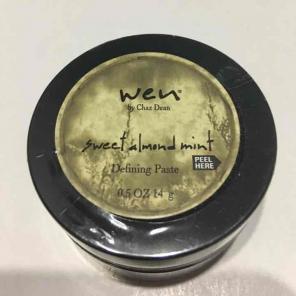 wen®
by Chaz Dean
sweet almond mint
PEEL
HERE
Defining Paste
0.5 OZ 14 g